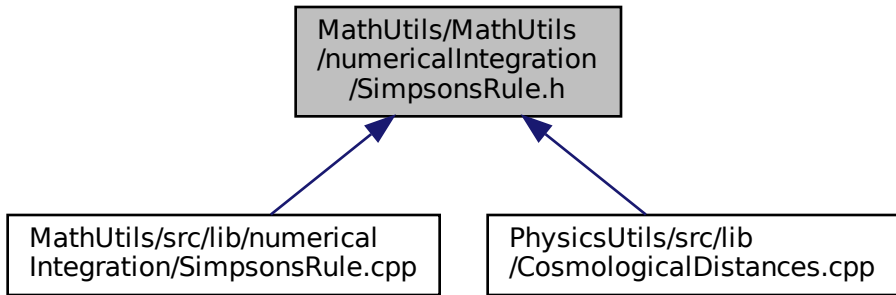 MathUtils/MathUtils
/numericalIntegration
/SimpsonsRule.h
MathUtils/src/lib/numerical
Integration/SimpsonsRule.cpp
PhysicsUtils/src/lib
/CosmologicalDistances.cpp